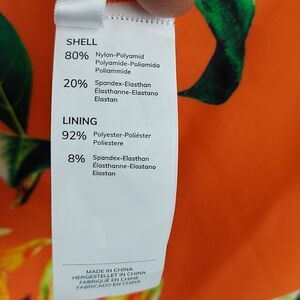 SHELL
80% Nylon-Polyamid
Polyamide-Poliamida
Poliammide
20% Spandex-Elasthan
Élasthanne-Elastano
Elastan
LINING
92% Polyester-Poliéster
Poliestere
8% Spandex-Elasthan
Élasthanne-Elastano
Elastan
MADE IN CHINA
HERGESTELLET IN CHINA
FABRIQUÉ EN CHINE
FABRICADO EN CHINA